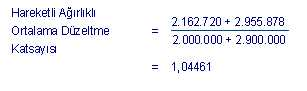 Hareketli Ağırlıklı
Ortalama Düzeltme
Katsayısı
= 2.162.720 + 2.955.878
2.000.000 + 2.900.000
= 1,04461